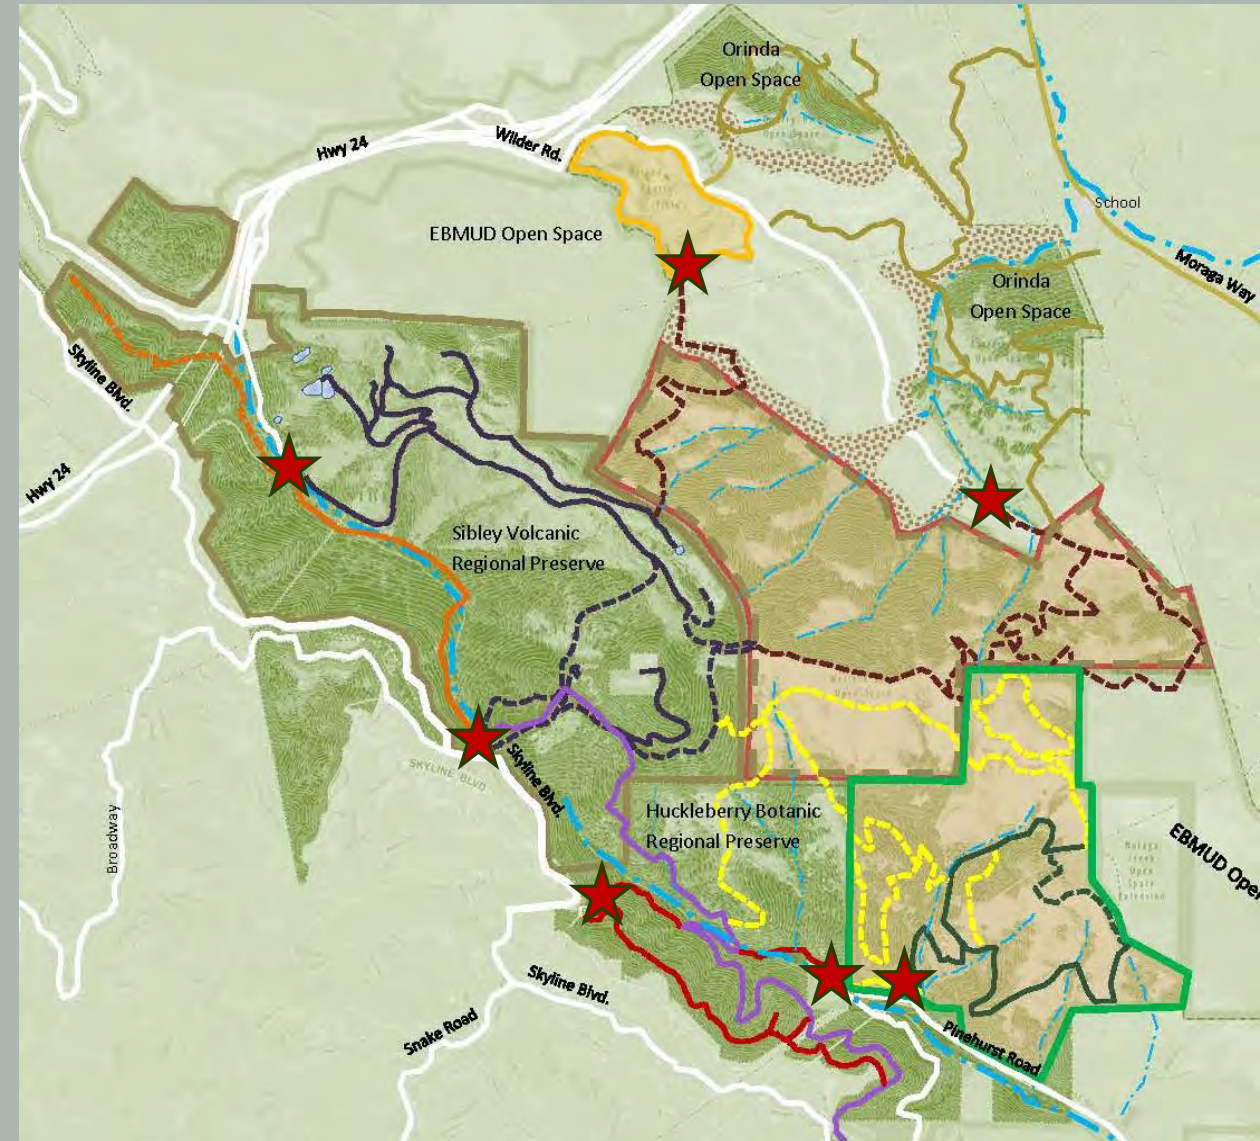 Orinda
Open Space
Hwy 24
Wilder Rd.
EBMUD Open Space
School
Moraga Way
Orinda
Open Space
Skyline Blvd.
Hwy 24
Sibley Volcanic
Regional Preserve
SKYLINE BLVD
Skyline Blvd.
Broadway
Huckleberry Botanic
Regional Preserve
EBMUD Open
Skyline Blvd.
Snake Road
Pinehurst Road